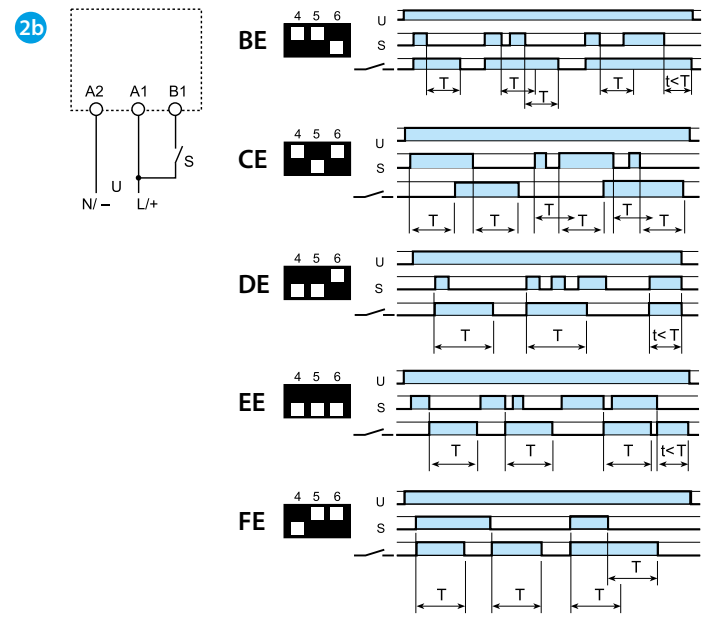 2b
A2 A1 B1
S
U
N/ – L/+
BE
4 5 6
U
S
T T T T t<T
CE
4 5 6
U
S
T T T T T T
DE
4 5 6
U
S
T T t<T
EE
4 5 6
U
S
T T T t<T
FE
4 5 6
U
S
T
T T T